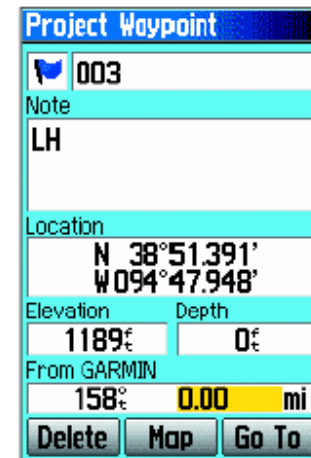 Project Waypoint
003
Note
LH
Location
N 38°51.391'
W094°47.948'
Elevation Depth
1189ft 0ft
From GARMIN
158° 0.00 mi
Delete Map Go To